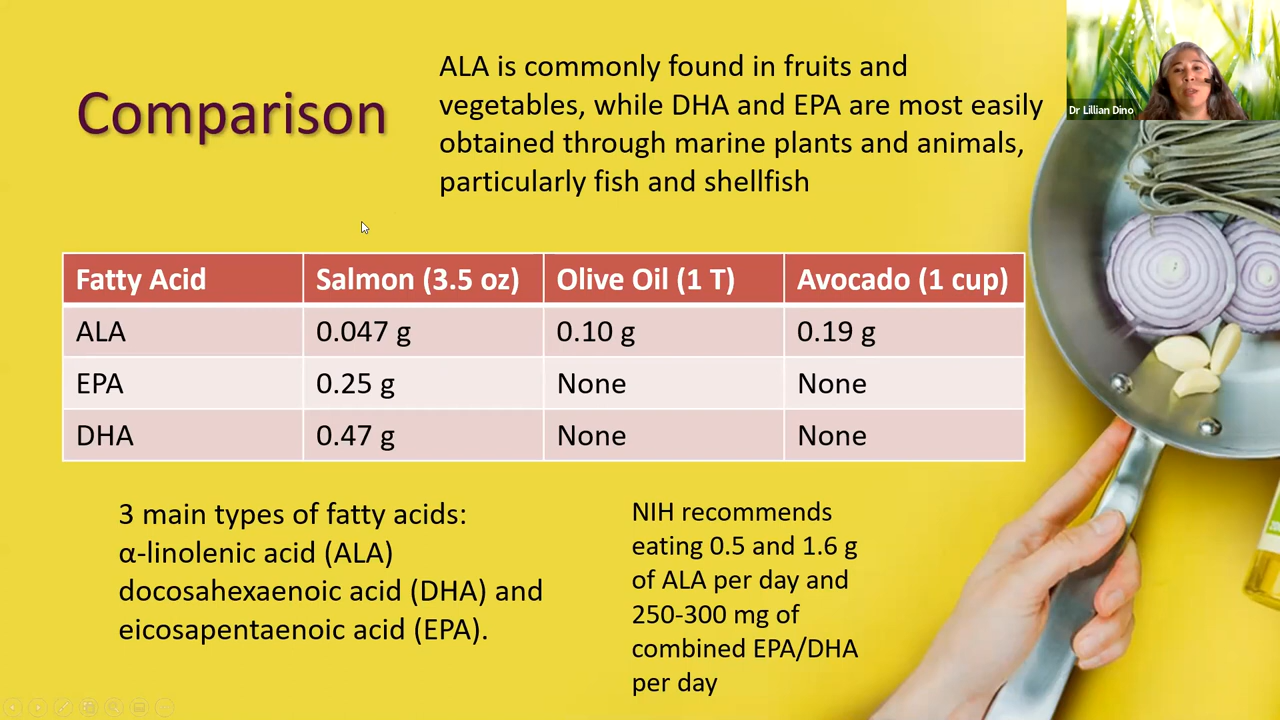 Comparison
ALA is commonly found in fruits and
vegetables, while DHA and EPA are most easily
obtained through marine plants and animals,
particularly fish and shellfish
Dr Lillian Dino
Fatty Acid Salmon (3.5 oz) Olive Oil (1 T) Avocado (1 cup)
ALA 0.047 g 0.10 g 0.19 g
EPA 0.25 g None None
DHA 0.47 g None None
3 main types of fatty acids:
α-linolenic acid (ALA)
docosahexaenoic acid (DHA) and
eicosapentaenoic acid (EPA).
NIH recommends
eating 0.5 and 1.6 g
of ALA per day and
250-300 mg of
combined EPA/DHA
per day